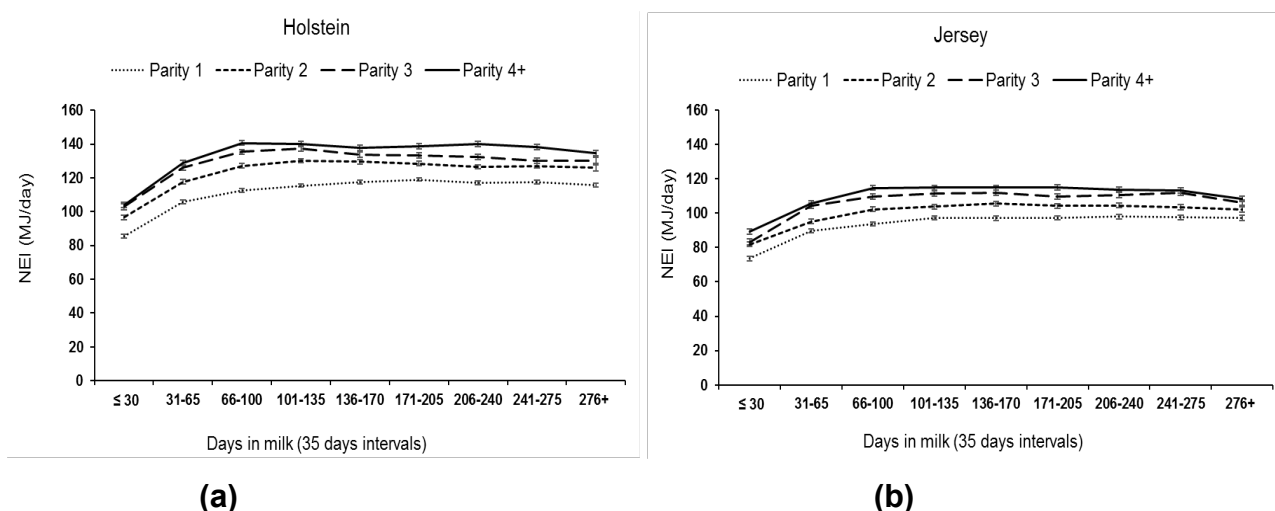 Holstein
Parity 1 Parity 2 Parity 3 Parity 4+
160
140
120
100
80
60
40
20
0
NEI (MJ/day)
≤ 30 31-65 66-100 101-135 136-170 171-205 206-240 241-275 276+
Days in milk (35 days intervals)
(a)
Jersey
Parity 1 Parity 2 Parity 3 Parity 4+
160
140
120
100
80
60
40
20
0
NEI (MJ/day)
≤ 30 31-65 66-100 101-135 136-170 171-205 206-240 241-275 276+
Days in milk (35 days intervals)
(b)